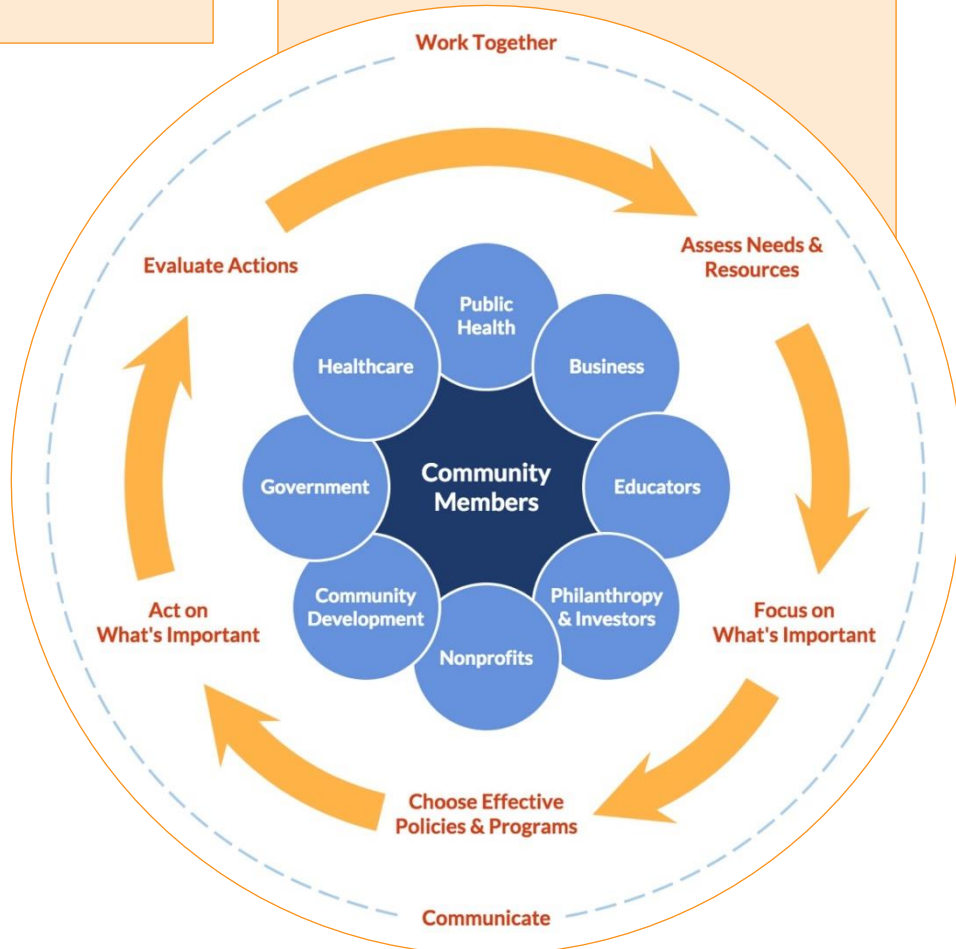 Work Together
Assess Needs &
Resources
Focus on
What's Important
Choose Effective
Policies & Programs
Act on
What's Important
Evaluate Actions
Communicate
Public
Health
Business
Educators
Philanthropy
& Investors
Nonprofits
Community
Development
Government
Healthcare
Community
Members